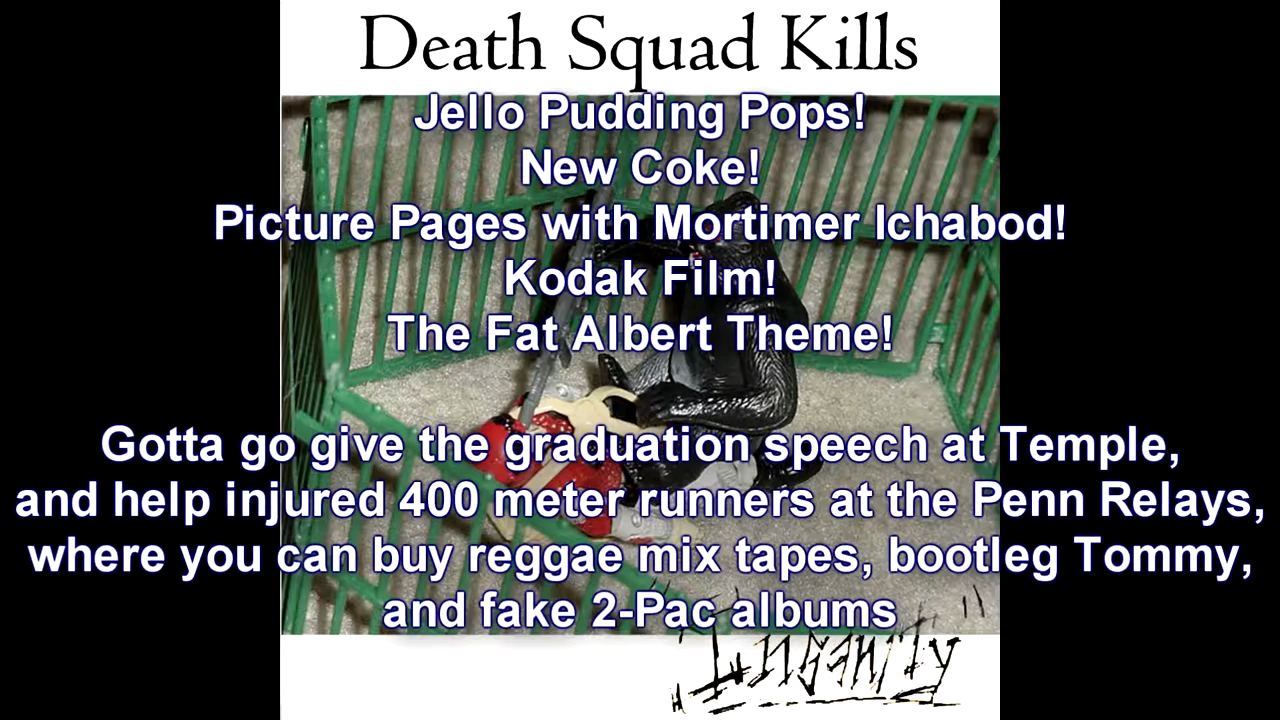 Death Squad Kills
Jello Pudding Pops!
New Coke!
Picture Pages with Mortimer Ichabod!
Kodak Film!
The Fat Albert Theme!
Gotta go give the graduation speech at Temple,
and help injured 400 meter runners at the Penn Relays,
where you can buy reggae mix tapes, bootleg Tommy,
and fake 2-Pac albums
"Insanity"